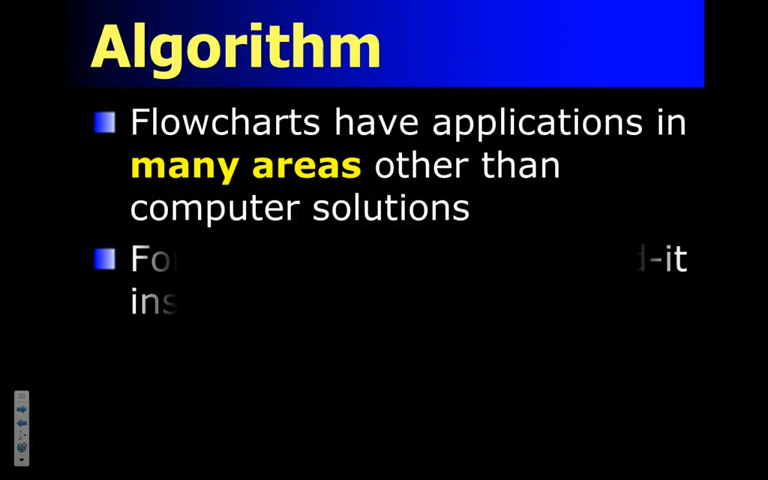 Algorithm
Flowcharts have applications in
many areas other than
computer solutions